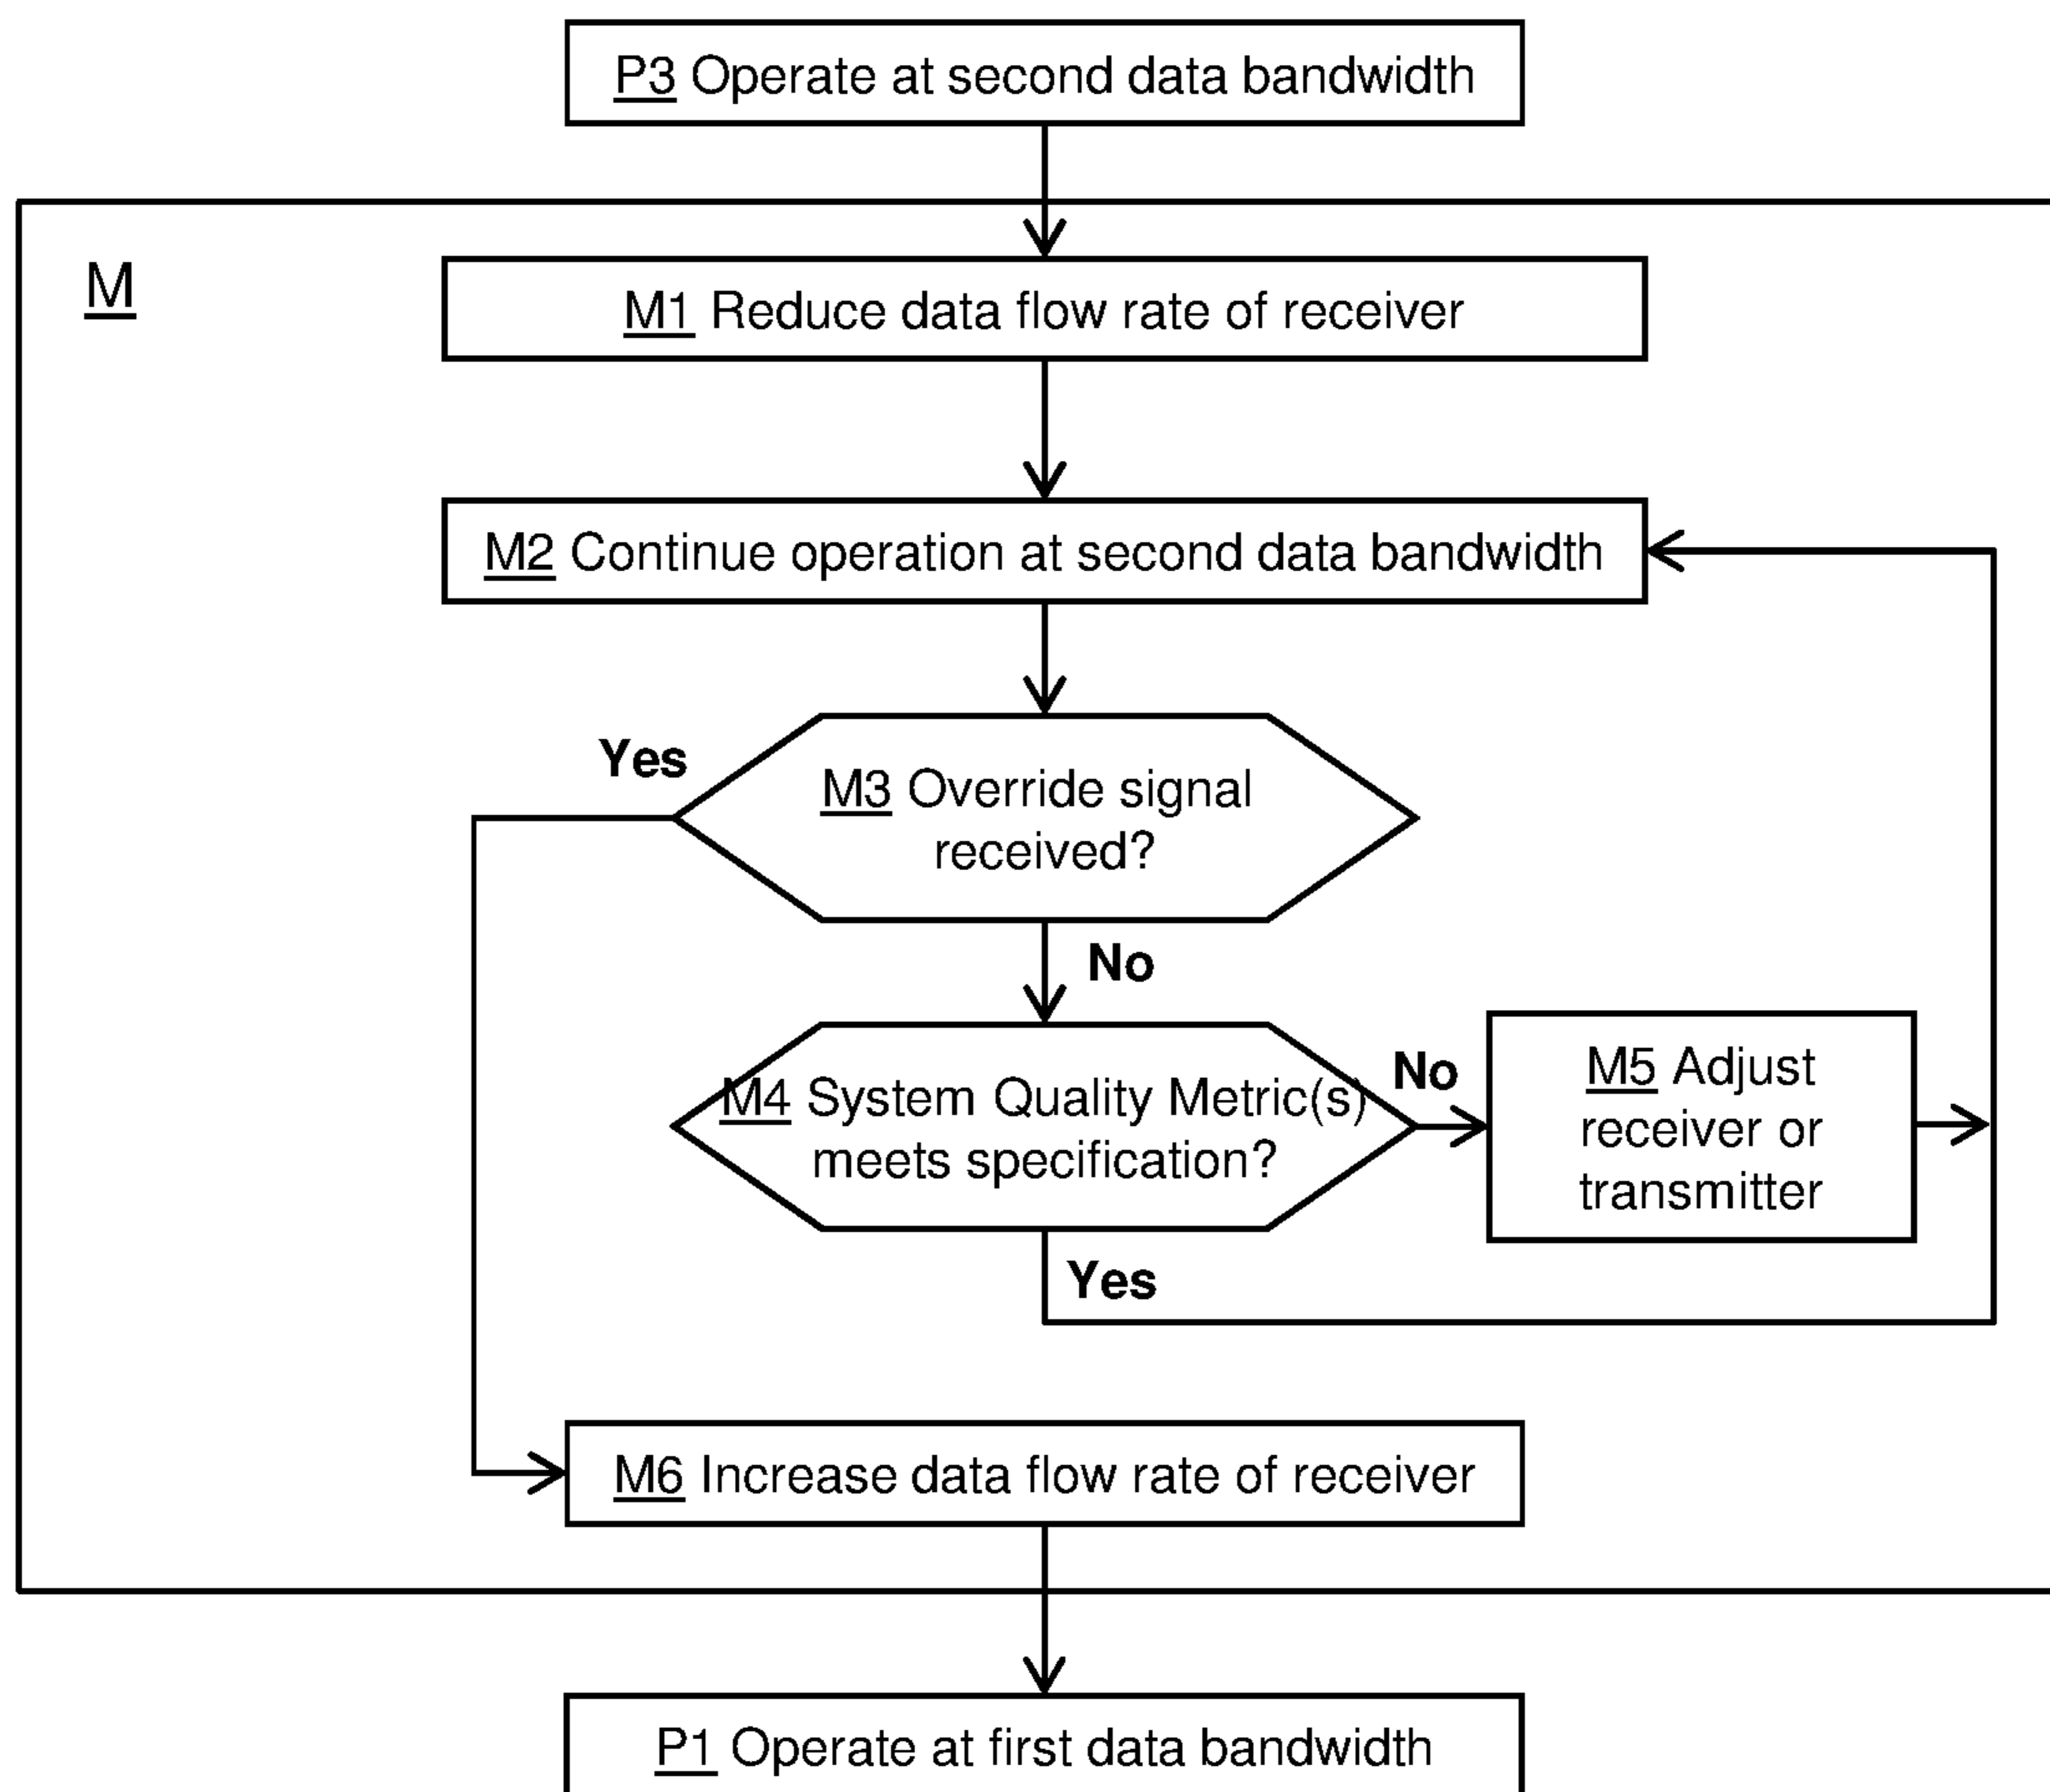 P3 Operate at second data bandwidth
M
M1 Reduce data flow rate of receiver
M2 Continue operation at second data bandwidth
Yes
M3 Override signal
received?
No
M4 System Quality Metric(s)
meets specification?
No
M5 Adjust
receiver or
transmitter
Yes
M6 Increase data flow rate of receiver
P1 Operate at first data bandwidth